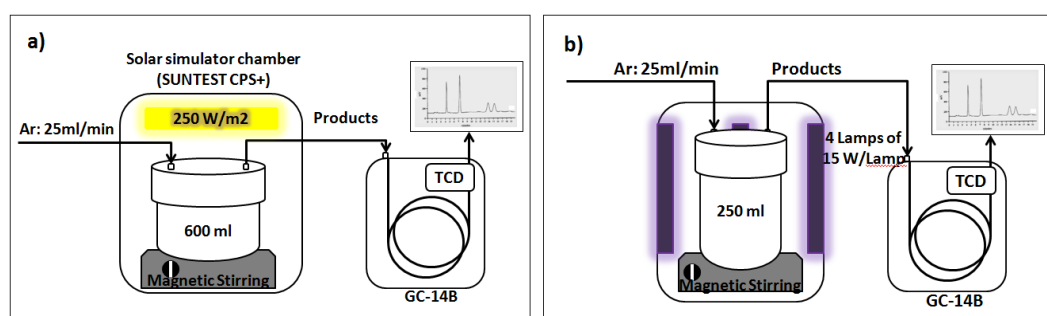 a)
Solar simulator chamber
(SUNTEST CPS+)
250 W/m2
Ar: 25ml/min
Products
TCD
600 ml
Magnetic Stirring
GC-14B
b)
Ar: 25ml/min
Products
4 Lamps of
15 W/Lamp
TCD
250 ml
Magnetic Stirring
GC-14B